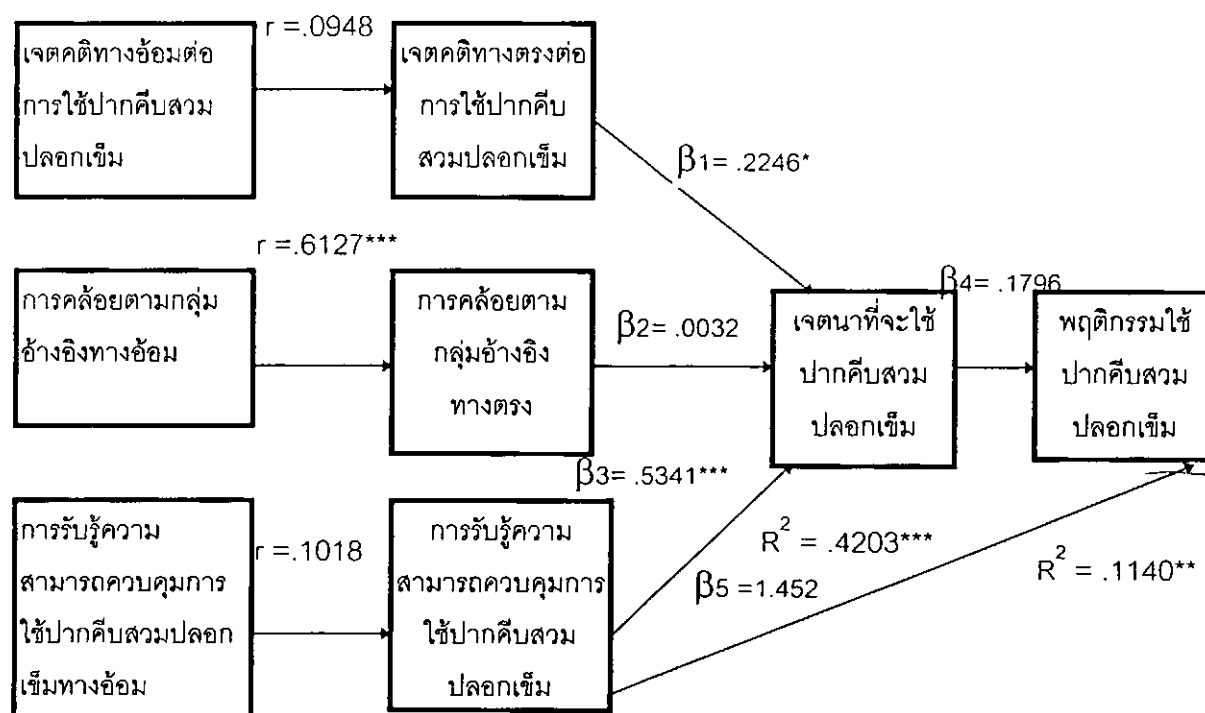 r =.0948
เจตคติทางอ้อมต่อ
การใช้ปากคีบสวม
ปลอกเข็ม
เจตคติทางตรงต่อ
การใช้ปากคีบ
สวมปลอกเข็ม
β1= .2246*
r =.6127***
การคล้อยตามกลุ่ม
อ้างอิงทางอ้อม
การคล้อยตาม
กลุ่มอ้างอิง
ทางตรง
β2= .0032
เจตนาที่จะใช้
ปากคีบสวม
ปลอกเข็ม
β4= .1796
พฤติกรรมใช้
ปากคีบสวม
ปลอกเข็ม
β3= .5341***
การรับรู้ความ
สามารถควบคุมการ
ใช้ปากคีบสวมปลอก
เข็มทางอ้อม
r=.1018
การรับรู้ความ
สามารถควบคุมการ
ใช้ปากคีบสวม
ปลอกเข็ม
R² = .4203***
β5 =1.452
R² = .1140**